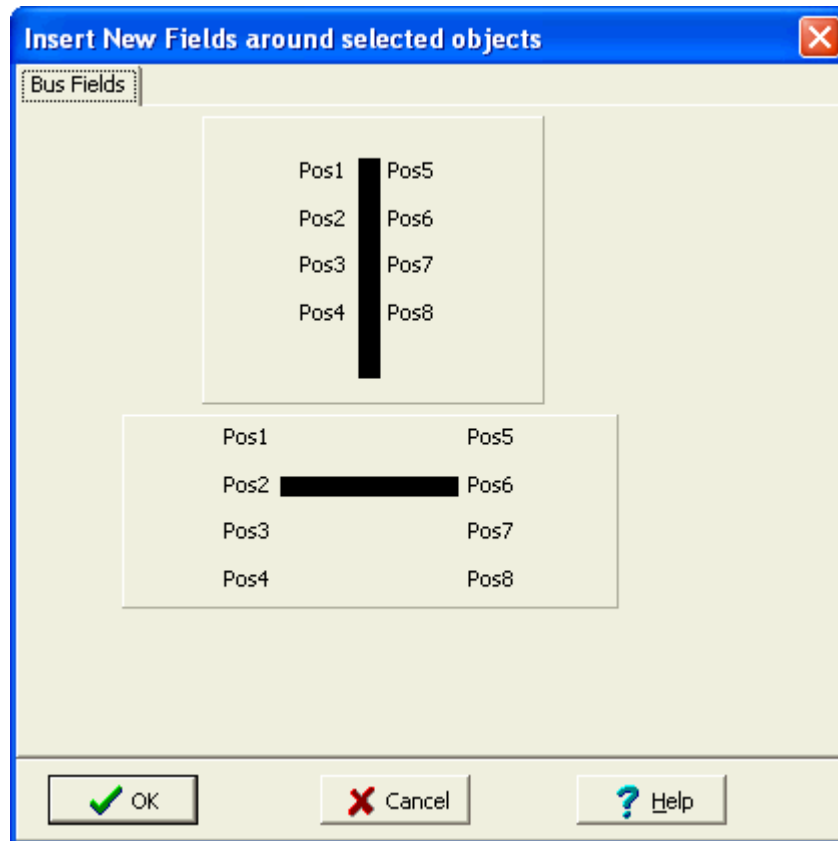 Insert New Fields around selected objects
Bus Fields
Pos1 Pos5
Pos2 Pos6
Pos3 Pos7
Pos4 Pos8
Pos1 Pos5
Pos2 Pos6
Pos3 Pos7
Pos4 Pos8
OK Cancel ? Help